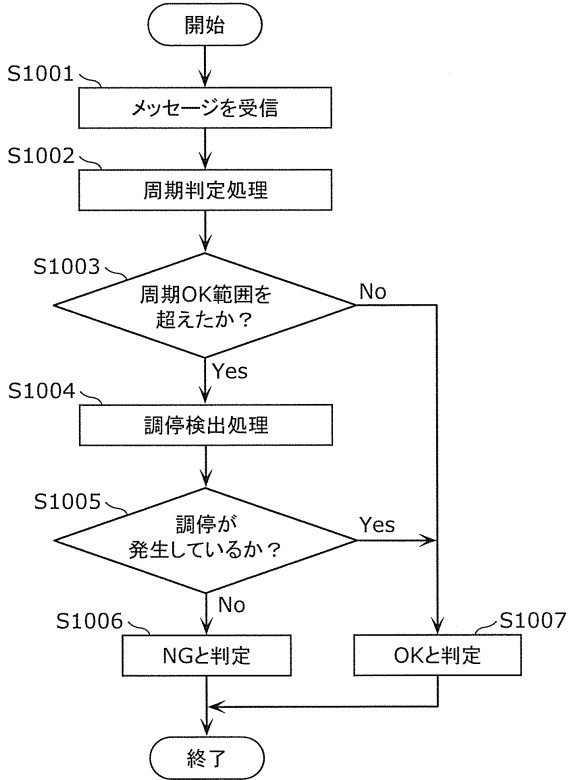 開始
S1001
メッセージを受信
S1002
周期判定処理
S1003
周期OK範囲を
超えたか？
No
Yes
S1004
調停検出処理
S1005
調停が
発生しているか？
Yes
No
S1006
NGと判定
S1007
OKと判定
終了